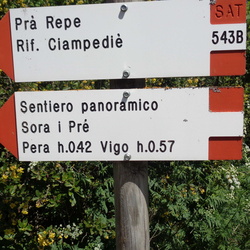 Prà Repe
Rif. Ciampediè
SAT
543B
Sentiero panoramico
Sora i Pré
Pera h.0.42 Vigo h.0.57